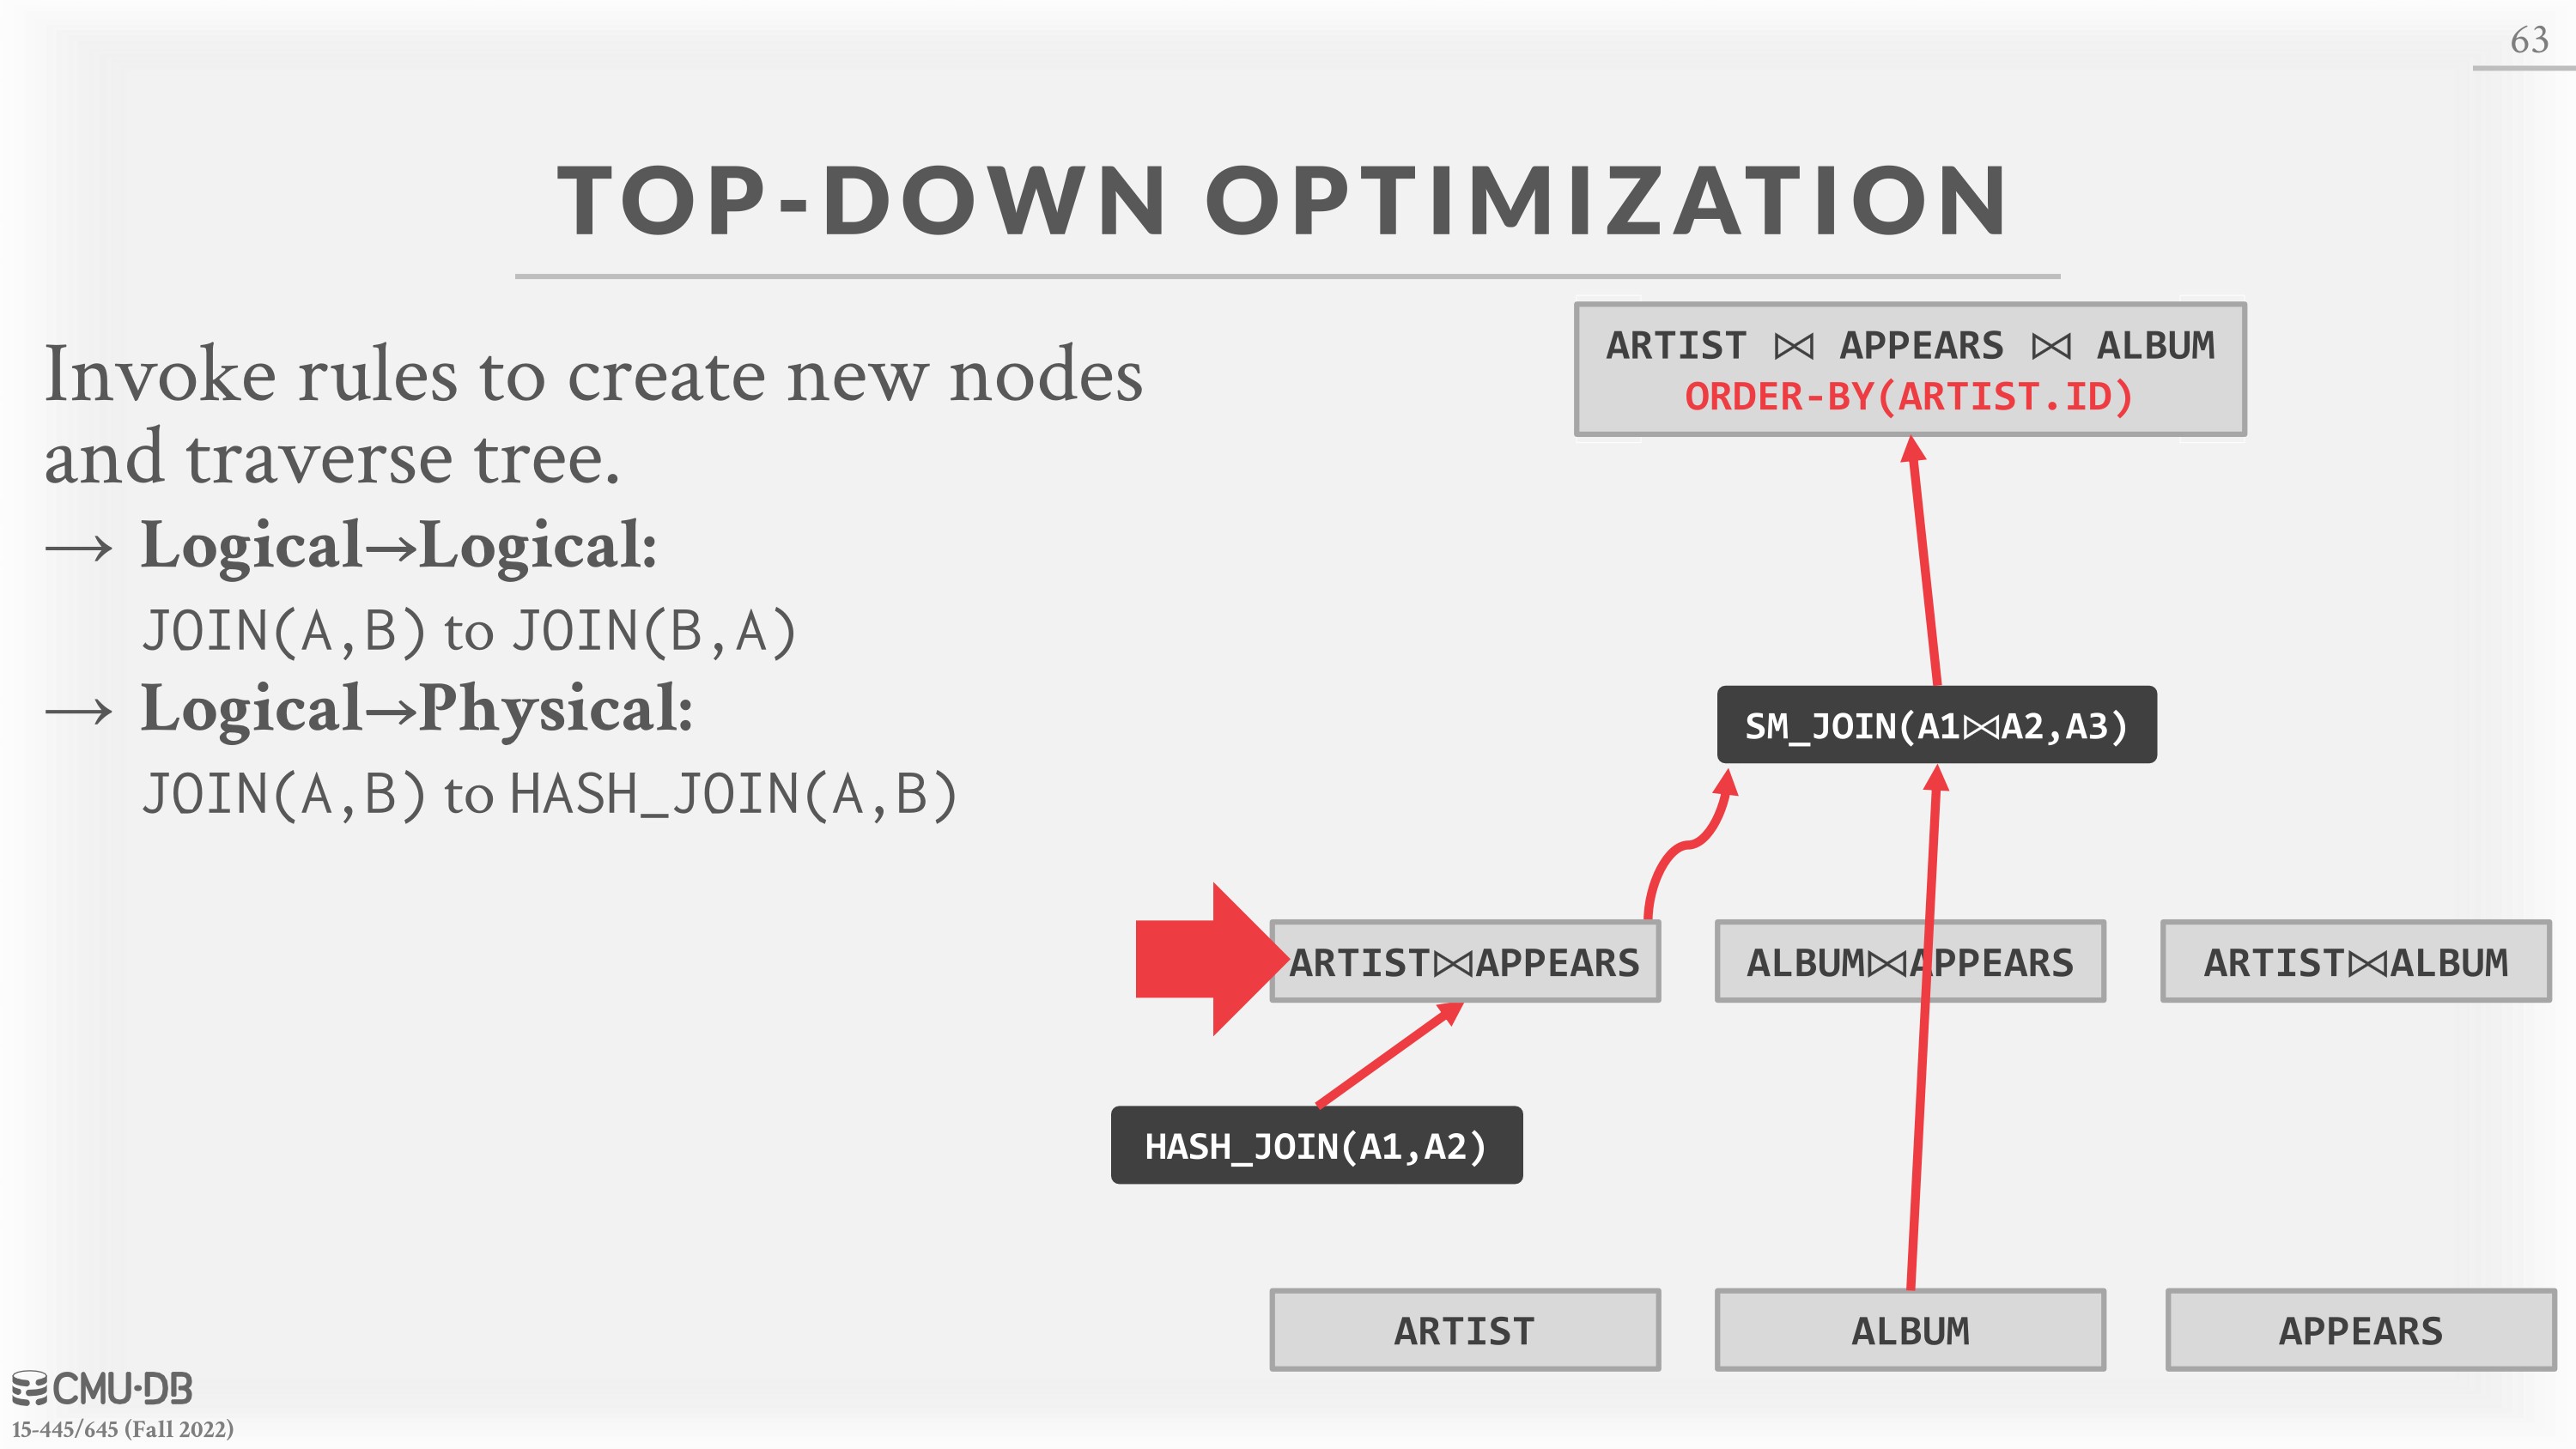 63
TOP-DOWN OPTIMIZATION
Invoke rules to create new nodes
and traverse tree.
→ Logical→Logical:
JOIN(A,B) to JOIN(B,A)
→ Logical→Physical:
JOIN(A,B) to HASH_JOIN(A,B)
ARTIST ⋈ APPEARS ⋈ ALBUM
ORDER-BY(ARTIST.ID)
SM_JOIN(A1⋈A2,A3)
ARTIST⋈APPEARS
ALBUM⋈APPEARS
ARTIST⋈ALBUM
HASH_JOIN(A1,A2)
ARTIST
ALBUM
APPEARS
CMU·DB
15-445/645 (Fall 2022)